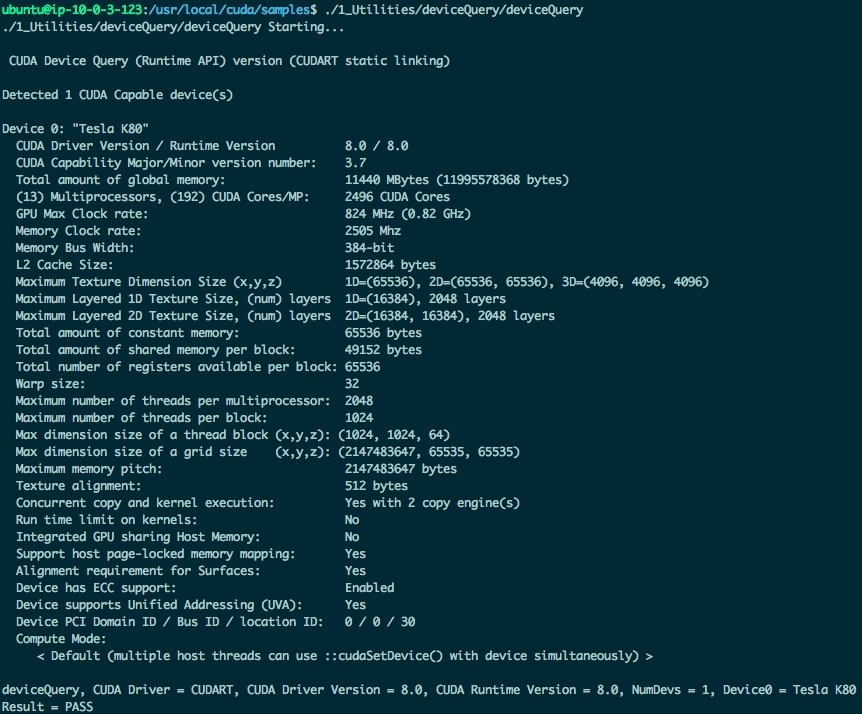 ubuntu@ip-10-0-3-123:/usr/local/cuda/samples$ ./1_Utilities/deviceQuery/deviceQuery
./1_Utilities/deviceQuery/deviceQuery Starting...
CUDA Device Query (Runtime API) version (CUDART static linking)
Detected 1 CUDA Capable device(s)
Device 0: "Tesla K80"
CUDA Driver Version / Runtime Version 8.0 / 8.0
CUDA Capability Major/Minor version number: 3.7
Total amount of global memory: 11440 MBytes (11995578368 bytes)
(13) Multiprocessors, (192) CUDA Cores/MP: 2496 CUDA Cores
GPU Max Clock rate: 824 MHz (0.82 GHz)
Memory Clock rate: 2505 Mhz
Memory Bus Width: 384-bit
L2 Cache Size: 1572864 bytes
Maximum Texture Dimension Size (x,y,z) 1D=(65536), 2D=(65536, 65536), 3D=(4096, 4096, 4096)
Maximum Layered 1D Texture Size, (num) layers 1D=(16384), 2048 layers
Maximum Layered 2D Texture Size, (num) layers 2D=(16384, 16384), 2048 layers
Total amount of constant memory: 65536 bytes
Total amount of shared memory per block: 49152 bytes
Total number of registers available per block: 65536
Warp size: 32
Maximum number of threads per multiprocessor: 2048
Maximum number of threads per block: 1024
Max dimension size of a thread block (x,y,z): (1024, 1024, 64)
Max dimension size of a grid size (x,y,z): (2147483647, 65535, 65535)
Maximum memory pitch: 2147483647 bytes
Texture alignment: 512 bytes
Concurrent copy and kernel execution: Yes with 2 copy engine(s)
Run time limit on kernels: No
Integrated GPU sharing Host Memory: No
Support host page-locked memory mapping: Yes
Alignment requirement for Surfaces: Yes
Device has ECC support: Enabled
Device supports Unified Addressing (UVA): Yes
Device PCI Domain ID / Bus ID / location ID: 0 / 0 / 30
Compute Mode:
< Default (multiple host threads can use ::cudaSetDevice() with device simultaneously) >
deviceQuery, CUDA Driver = CUDART, CUDA Driver Version = 8.0, CUDA Runtime Version = 8.0, NumDevs = 1, Device0 = Tesla K80
Result = PASS